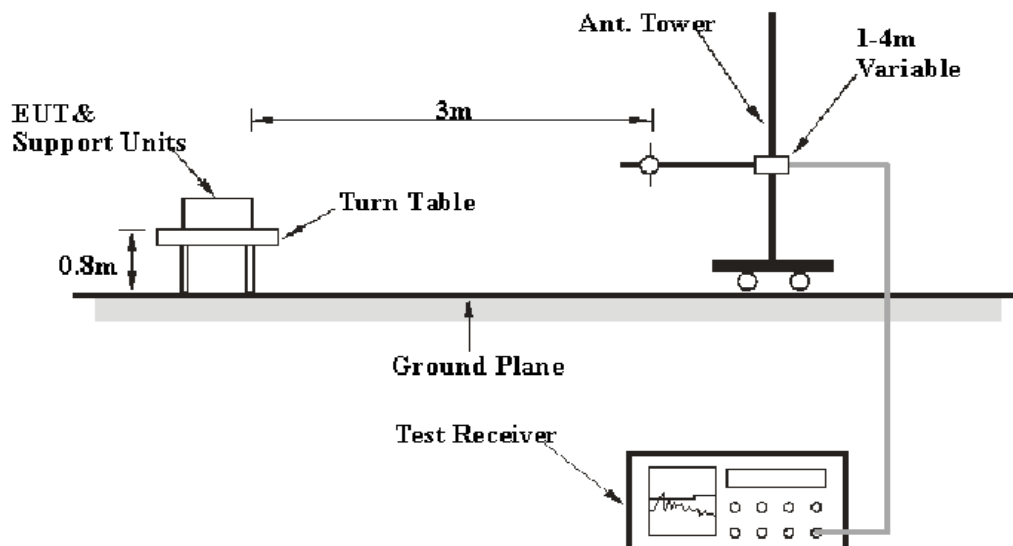 Ant. Tower
1-4m
Variable
3m
EUT&
Support Units
Turn Table
0.8m
Ground Plane
Test Receiver